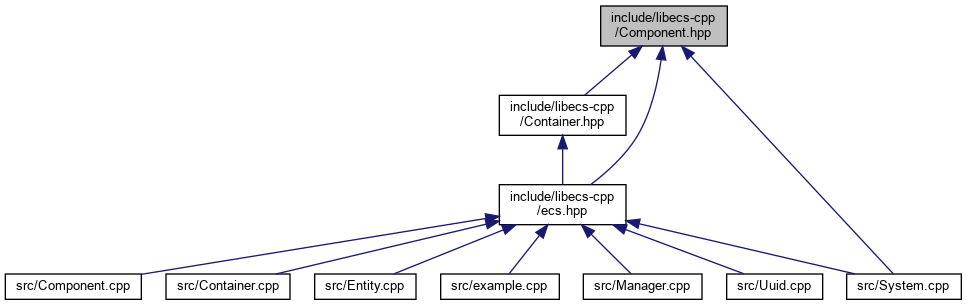 include/libecs-cpp
/Component.hpp
include/libecs-cpp
/Container.hpp
include/libecs-cpp
/ecs.hpp
src/Component.cpp
src/Container.cpp
src/Entity.cpp
src/example.cpp
src/Manager.cpp
src/Uuid.cpp
src/System.cpp